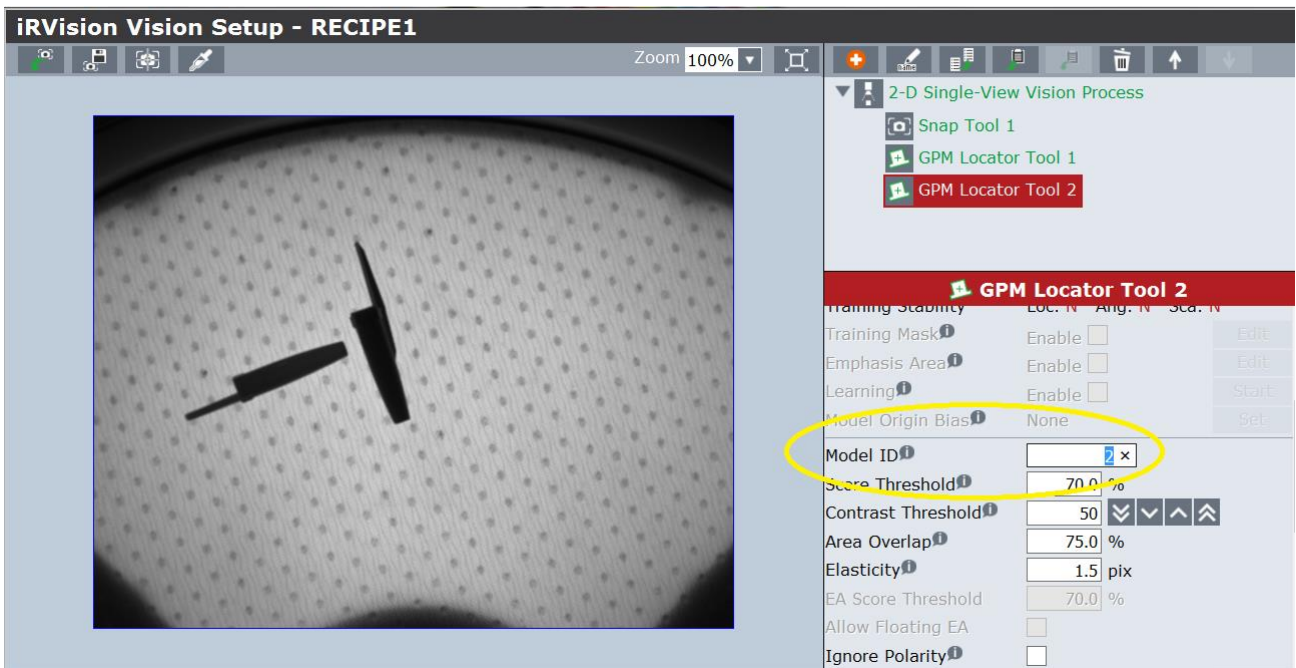 iRVision Vision Setup - RECIPE1
Zoom 100%
2-D Single-View Vision Process
Snap Tool 1
GPM Locator Tool 1
GPM Locator Tool 2
GPM Locator Tool 2
Training Stability Loc: N Ang: N Sca: N
Training Mask Enable Edit
Emphasis Area Enable Edit
Learning Enable Start
Model Origin Bias None Set
Model ID 2 ×
Score Threshold 70.0 %
Contrast Threshold 50
Area Overlap 75.0 %
Elasticity 1.5 pix
EA Score Threshold 70.0 %
Allow Floating EA
Ignore Polarity